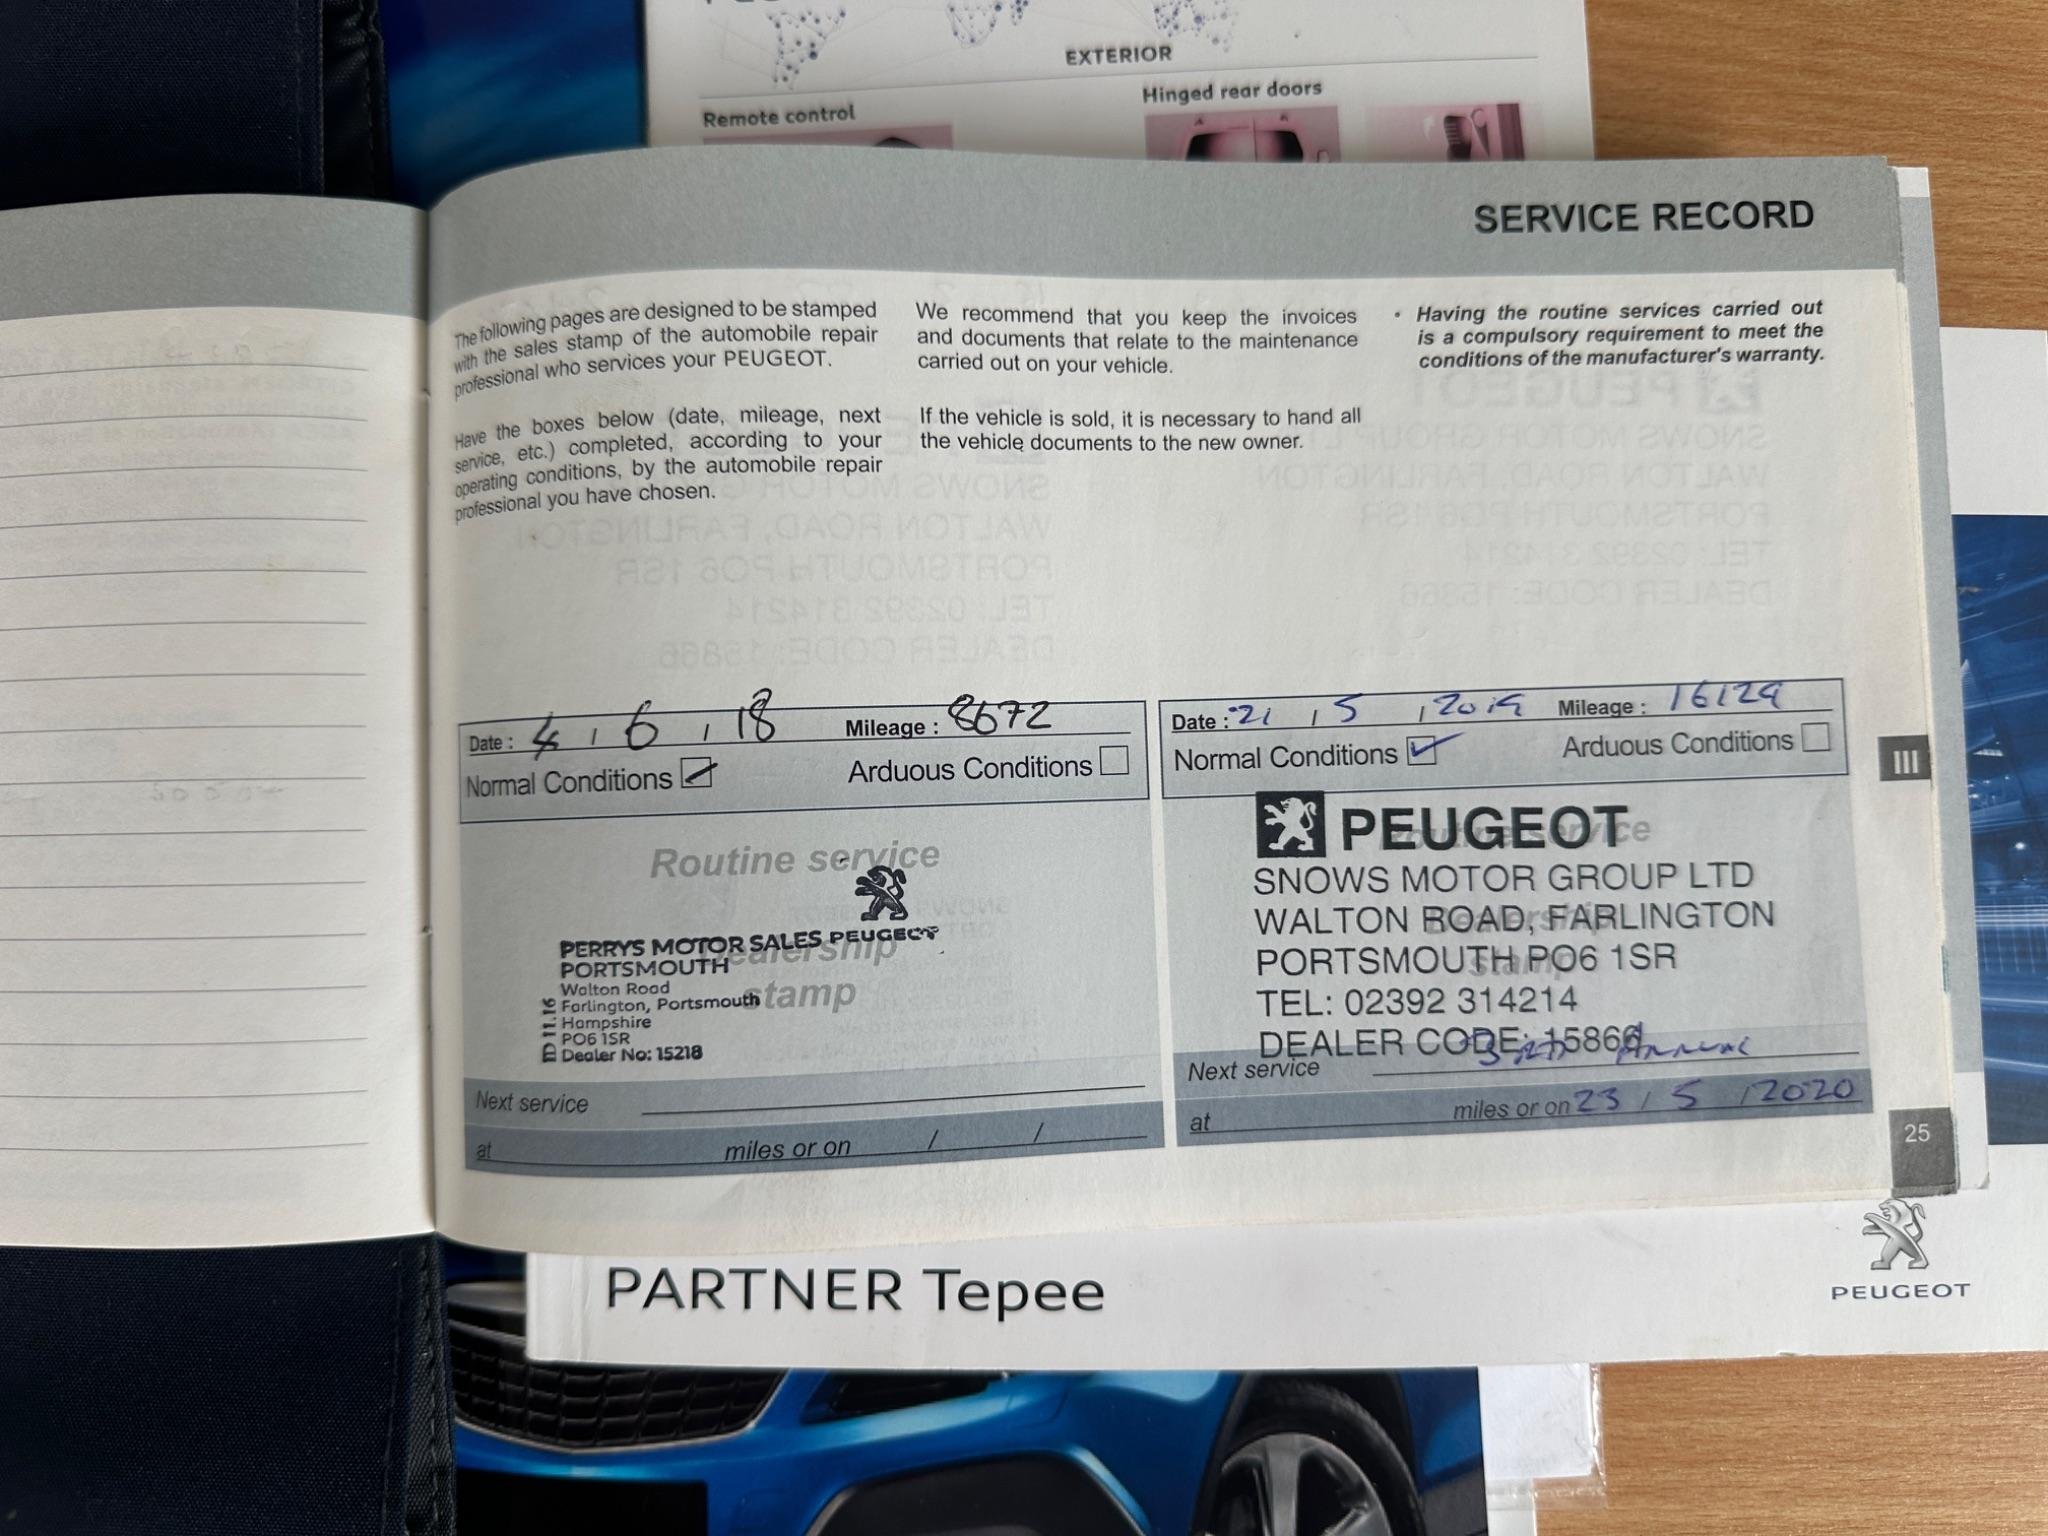 EXTERIOR
Remote control
Hinged rear doors
SERVICE RECORD
The following pages are designed to be stamped
with the sales stamp of the automobile repair
professional who services your PEUGEOT.
Have the boxes below (date, mileage, next
service, etc.) completed, according to your
operating conditions, by the automobile repair
professional you have chosen.
We recommend that you keep the invoices
and documents that relate to the maintenance
carried out on your vehicle.
If the vehicle is sold, it is necessary to hand all
the vehicle documents to the new owner.
• Having the routine services carried out
is a compulsory requirement to meet the
conditions of the manufacturer's warranty.
Date : 4 / 6 / 18 Mileage : 8672
Normal Conditions Arduous Conditions
Routine service
Dealership
stamp
PERRYS MOTOR SALES PEUGEOT
PORTSMOUTH
Walton Road
Farlington, Portsmouth
Hampshire
PO6 1SR
Dealer No: 15218
Next service
at miles or on / /
Date : 21 / 5 / 2019 Mileage : 16129
Normal Conditions Arduous Conditions
Routine service
Dealership
stamp
PEUGEOT
SNOWS MOTOR GROUP LTD
WALTON ROAD, FARLINGTON
PORTSMOUTH PO6 1SR
TEL: 02392 314214
DEALER CODE: 15866
Next service 3RD ANNUAL
at miles or on 23 / 5 / 2020
III
25
PARTNER Tepee
PEUGEOT